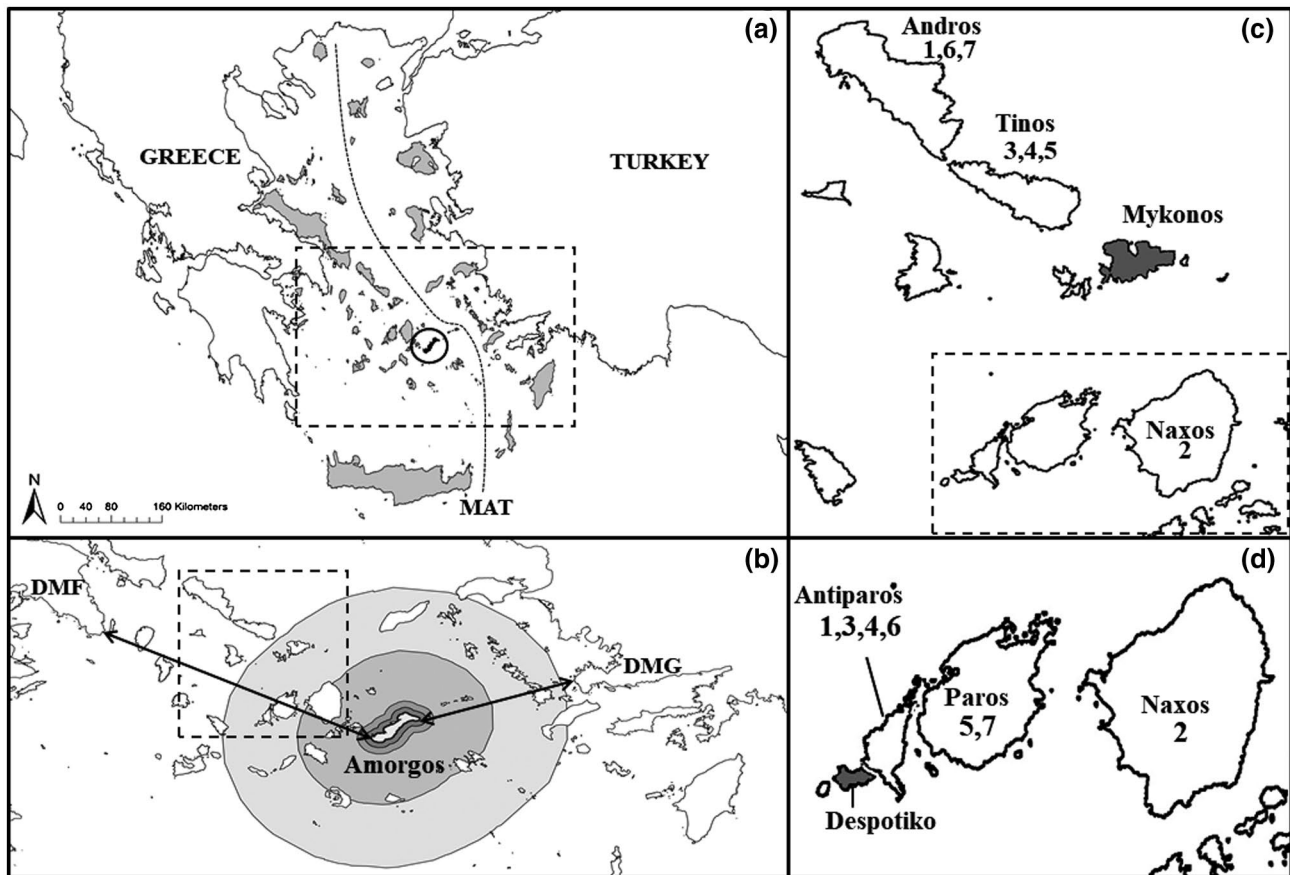 (a)
GREECE
TURKEY
MAT
N
0 40 80 160 Kilometers
(b)
DMF
DMG
Amorgos
(c)
Andros
1,6,7
Tinos
3,4,5
Mykonos
Naxos
2
(d)
Antiparos
1,3,4,6
Paros
5,7
Naxos
2
Despotiko